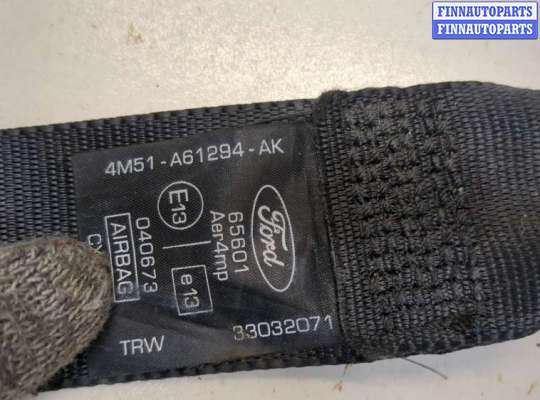 FINNAUTOPARTS
FINNAUTOPARTS
4M51-A61294-AK
E13
040673
AIRBAG
Ford
65601
Aer4mp
e13
TRW
33032071